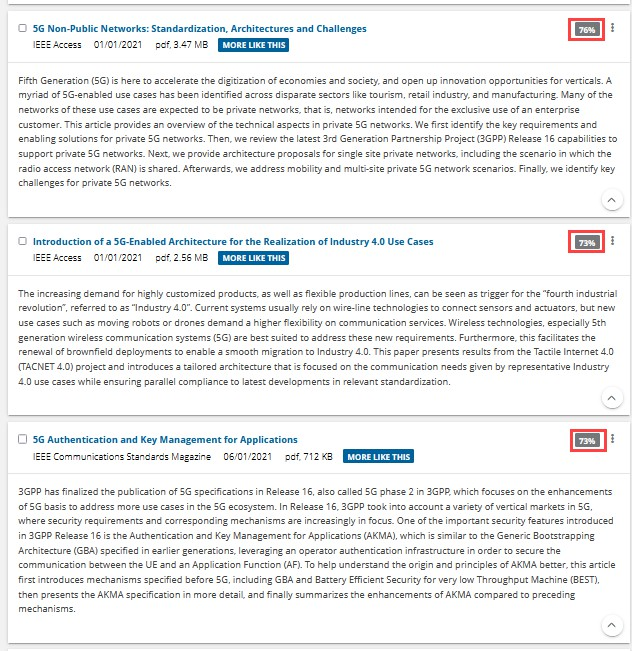 5G Non-Public Networks: Standardization, Architectures and Challenges
76%
IEEE Access 01/01/2021 pdf, 3.47 MB MORE LIKE THIS
Fifth Generation (5G) is here to accelerate the digitization of economies and society, and open up innovation opportunities for verticals. A
myriad of 5G-enabled use cases has been identified across disparate sectors like tourism, retail industry, and manufacturing. Many of the
networks of these use cases are expected to be private networks, that is, networks intended for the exclusive use of an enterprise
customer. This article provides an overview of the technical aspects in private 5G networks. We first identify the key requirements and
enabling solutions for private 5G networks. Then, we review the latest 3rd Generation Partnership Project (3GPP) Release 16 capabilities to
support private 5G networks. Next, we provide architecture proposals for single site private networks, including the scenario in which the
radio access network (RAN) is shared. Afterwards, we address mobility and multi-site private 5G network scenarios. Finally, we identify key
challenges for private 5G networks.
Introduction of a 5G-Enabled Architecture for the Realization of Industry 4.0 Use Cases
73%
IEEE Access 01/01/2021 pdf, 2.56 MB MORE LIKE THIS
The increasing demand for highly customized products, as well as flexible production lines, can be seen as trigger for the “fourth industrial
revolution”, referred to as “Industry 4.0”. Current systems usually rely on wire-line technologies to connect sensors and actuators, but new
use cases such as moving robots or drones demand a higher flexibility on communication services. Wireless technologies, especially 5th
generation wireless communication systems (5G) are best suited to address these new requirements. Furthermore, this facilitates the
renewal of brownfield deployments to enable a smooth migration to Industry 4.0. This paper presents results from the Tactile Internet 4.0
(TACNET 4.0) project and introduces a tailored architecture that is focused on the communication needs given by representative Industry
4.0 use cases while ensuring parallel compliance to latest developments in relevant standardization.
5G Authentication and Key Management for Applications
73%
IEEE Communications Standards Magazine 06/01/2021 pdf, 712 KB MORE LIKE THIS
3GPP has finalized the publication of 5G specifications in Release 16, also called 5G phase 2 in 3GPP, which focuses on the enhancements
of 5G basis to address more use cases in the 5G ecosystem. In Release 16, 3GPP took into account a variety of vertical markets in 5G,
where security requirements and corresponding mechanisms are increasingly in focus. One of the important security features introduced
in 3GPP Release 16 is the Authentication and Key Management for Applications (AKMA), which is similar to the Generic Bootstrapping
Architecture (GBA) specified in earlier generations, leveraging an operator authentication infrastructure in order to secure the
communication between the UE and an Application Function (AF). To help understand the origin and principles of AKMA better, this article
first introduces mechanisms specified before 5G, including GBA and Battery Efficient Security for very low Throughput Machine (BEST),
then presents the AKMA specification in more detail, and finally summarizes the enhancements of AKMA compared to preceding
mechanisms.